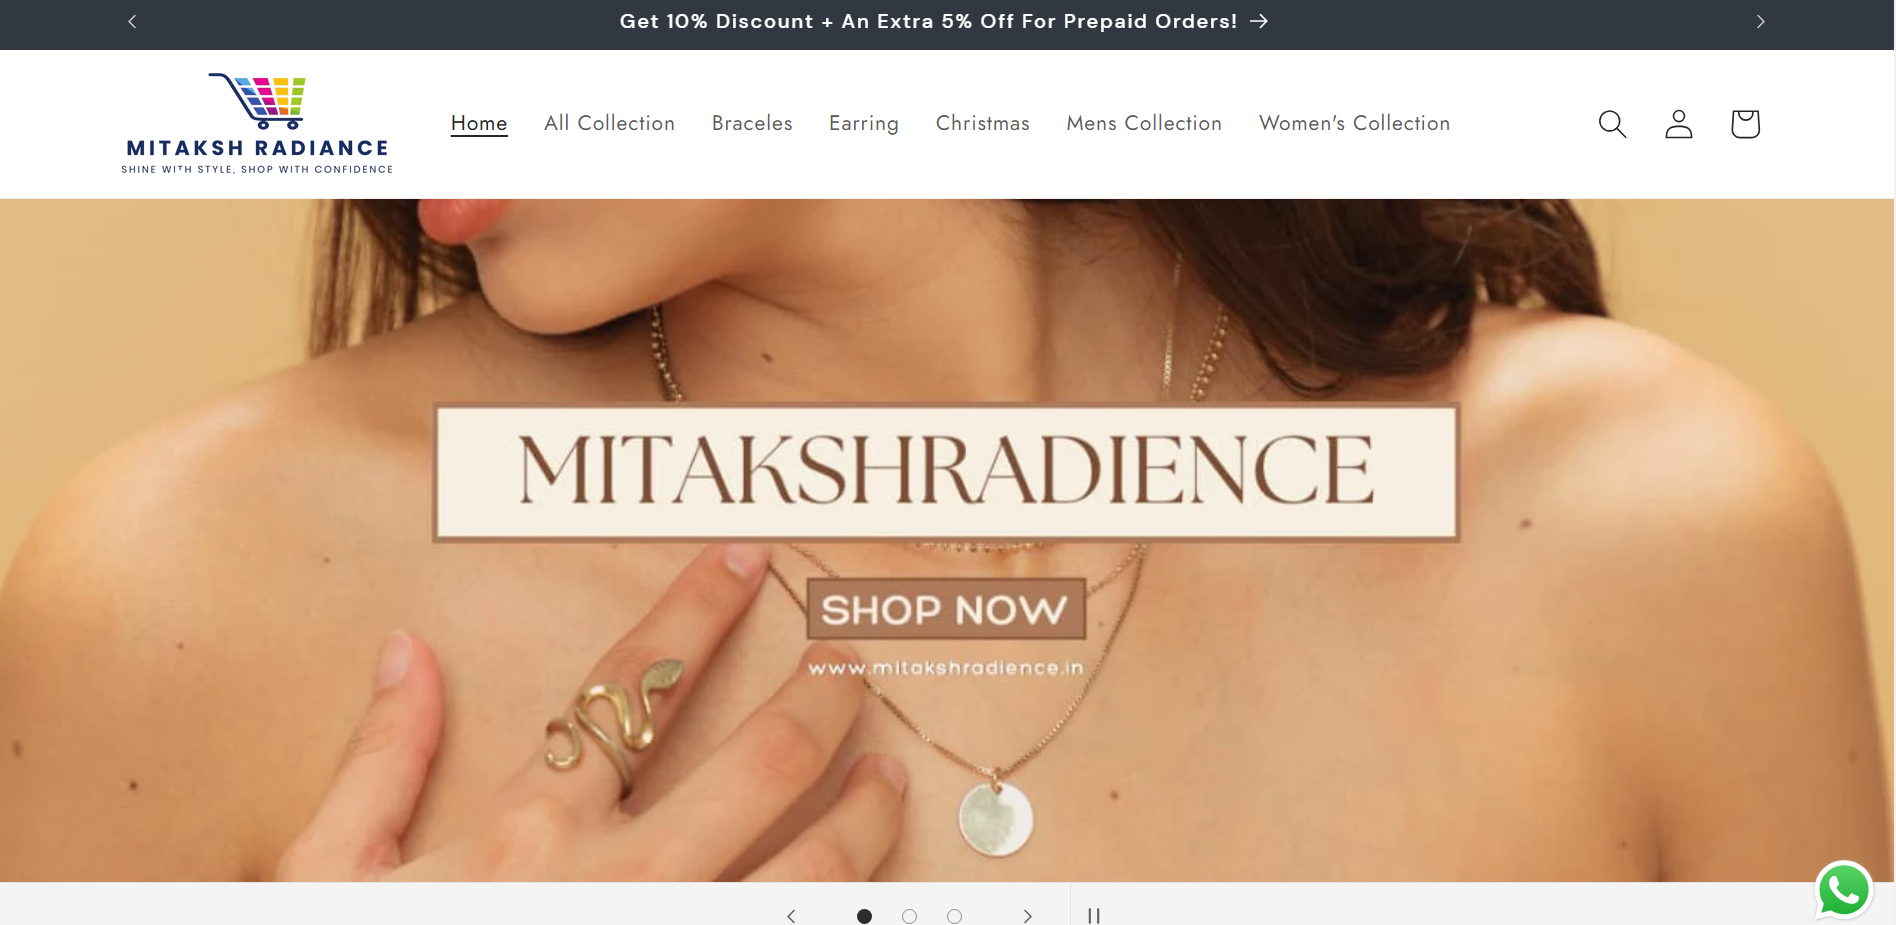 Get 10% Discount + An Extra 5% Off For Prepaid Orders! →
MITAKSH RADIANCE
SHINE WITH STYLE, SHOP WITH CONFIDENCE
Home All Collection Braceles Earring Christmas Mens Collection Women's Collection
MITAKSHRADIENCE
SHOP NOW
www.mitakshradience.in